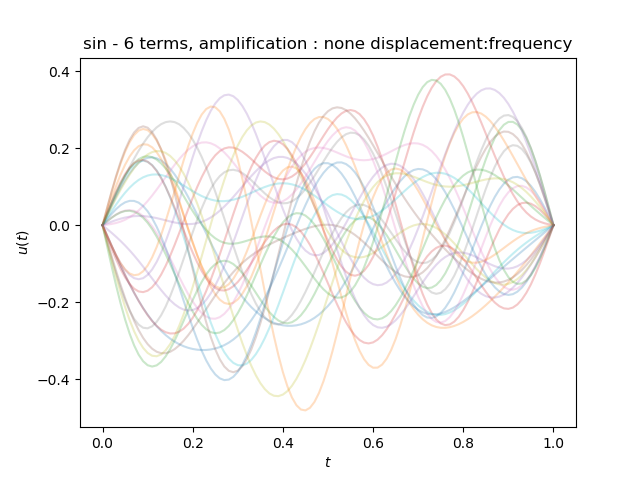 sin - 6 terms, amplification : none displacement:frequency
0.4
0.2
0.0
−0.2
−0.4
u(t)
0.0 0.2 0.4 0.6 0.8 1.0
t